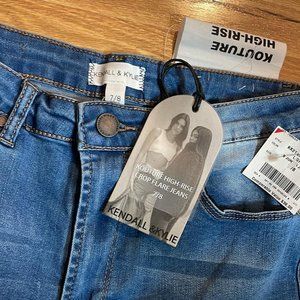 KOUTURE
HIGH-RISE
KENDALL & KYLIE
7/8
KOUTURE HIGH-RISE
CROP FLARE JEANS
7/8
KENDALL & KYLIE